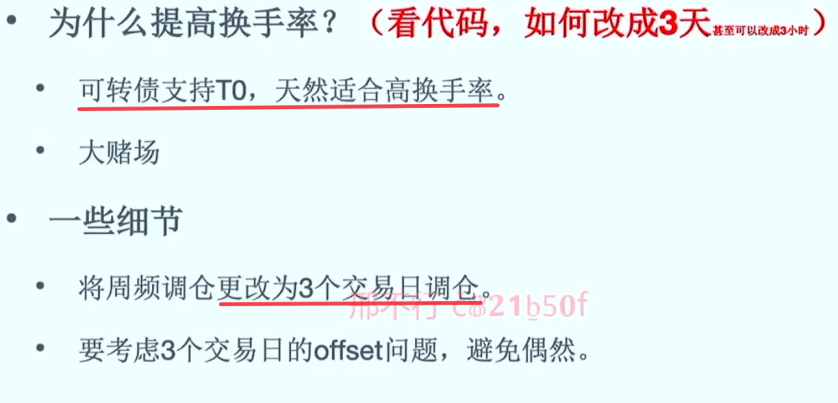 • 为什么提高换手率？（看代码，如何改成3天,甚至可以改成3小时）
• 可转债支持T0，天然适合高换手率。
• 大赌场
• 一些细节
• 将周频调仓更改为3个交易日调仓。
邢不行
• 要考虑3个交易日的offset问题，避免偶然。